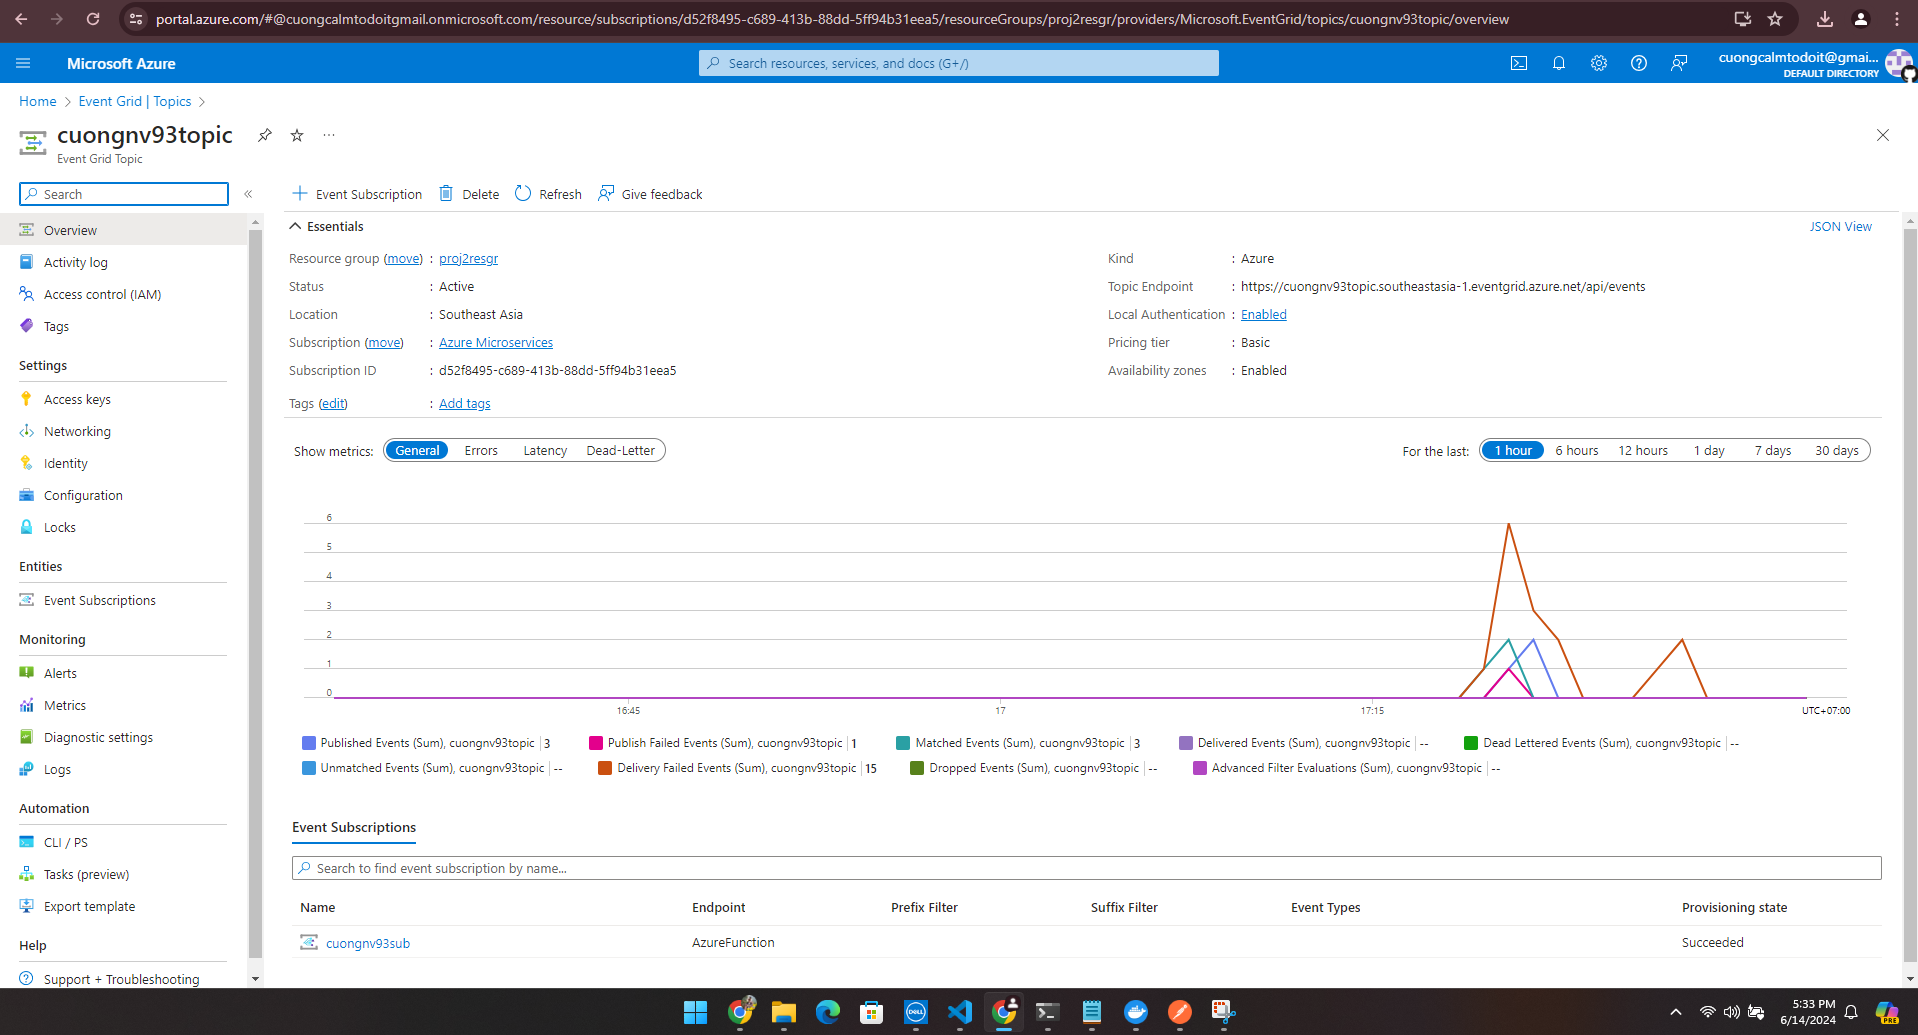 portal.azure.com/#@cuongcalmtodoitgmail.onmicrosoft.com/resource/subscriptions/d52f8495-c689-413b-88dd-5ff94b31eea5/resourceGroups/proj2resgr/providers/Microsoft.EventGrid/topics/cuongnv93topic/overview
Microsoft Azure
Search resources, services, and docs (G+/)
cuongcalmtodoit@gmai...
DEFAULT DIRECTORY
Home > Event Grid | Topics >
cuongnv93topic
Event Grid Topic
Search
Event Subscription
Delete
Refresh
Give feedback
Overview
Activity log
Access control (IAM)
Tags
Settings
Access keys
Networking
Identity
Configuration
Locks
Entities
Event Subscriptions
Monitoring
Alerts
Metrics
Diagnostic settings
Logs
Automation
CLI / PS
Tasks (preview)
Export template
Help
Support + Troubleshooting
Essentials
JSON View
Resource group (move) : proj2resgr
Status : Active
Location : Southeast Asia
Subscription (move) : Azure Microservices
Subscription ID : d52f8495-c689-413b-88dd-5ff94b31eea5
Tags (edit) : Add tags
Kind : Azure
Topic Endpoint : https://cuongnv93topic.southeastasia-1.eventgrid.azure.net/api/events
Local Authentication : Enabled
Pricing tier : Basic
Availability zones : Enabled
Show metrics: General Errors Latency Dead-Letter
For the last: 1 hour 6 hours 12 hours 1 day 7 days 30 days
6
5
4
3
2
1
0
16:45 17 17:15 UTC+07:00
Published Events (Sum), cuongnv93topic | 3
Publish Failed Events (Sum), cuongnv93topic | 1
Matched Events (Sum), cuongnv93topic | 3
Delivered Events (Sum), cuongnv93topic | --
Dead Lettered Events (Sum), cuongnv93topic | --
Unmatched Events (Sum), cuongnv93topic | --
Delivery Failed Events (Sum), cuongnv93topic | 15
Dropped Events (Sum), cuongnv93topic | --
Advanced Filter Evaluations (Sum), cuongnv93topic | --
Event Subscriptions
Search to find event subscription by name...
Name Endpoint Prefix Filter Suffix Filter Event Types Provisioning state
cuongnv93sub AzureFunction Succeeded
DELL
5:33 PM
6/14/2024
PRE